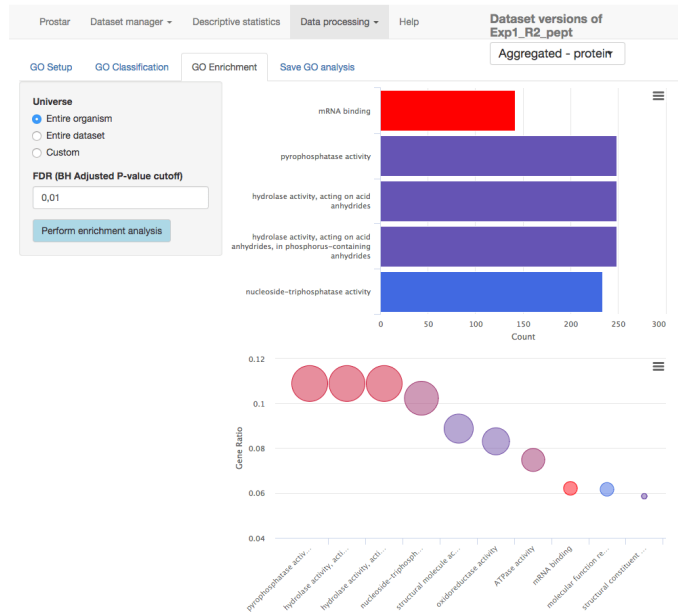 Prostar Dataset manager Descriptive statistics Data processing Help
Dataset versions of
Exp1_R2_pept
Aggregated - protein
GO Setup GO Classification GO Enrichment Save GO analysis
Universe
Entire organism
Entire dataset
Custom
FDR (BH Adjusted P-value cutoff)
0,01
Perform enrichment analysis
mRNA binding
pyrophosphatase activity
hydrolase activity, acting on acid
anhydrides
hydrolase activity, acting on acid
anhydrides, in phosphorus-containing
anhydrides
nucleoside-triphosphatase activity
0 50 100 150 200 250 300
Count
Gene Ratio
0.12
0.1
0.08
0.06
0.04
pyrophosphatase activ...
hydrolase activity, acti...
hydrolase activity, acti...
nucleoside-triphosph...
structural molecule ac...
oxidoreductase activity
ATPase activity
mRNA binding
molecular function re...
structural constituent ...